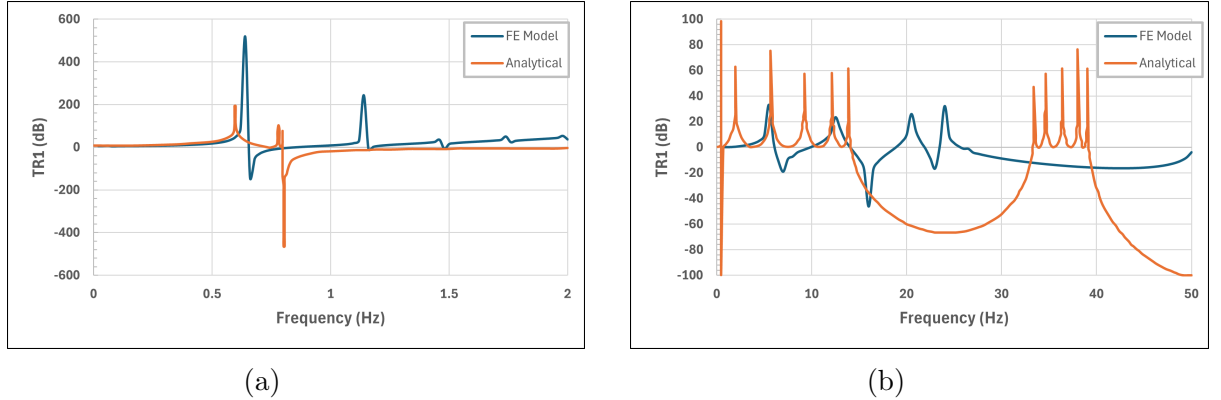 600
400
200
0
-200
-400
-600
TR1 (dB)
0 0.5 1 1.5 2
Frequency (Hz)
FE Model
Analytical
(a)
100
80
60
40
20
0
-20
-40
-60
-80
-100
TR1 (dB)
0 10 20 30 40 50
Frequency (Hz)
FE Model
Analytical
(b)